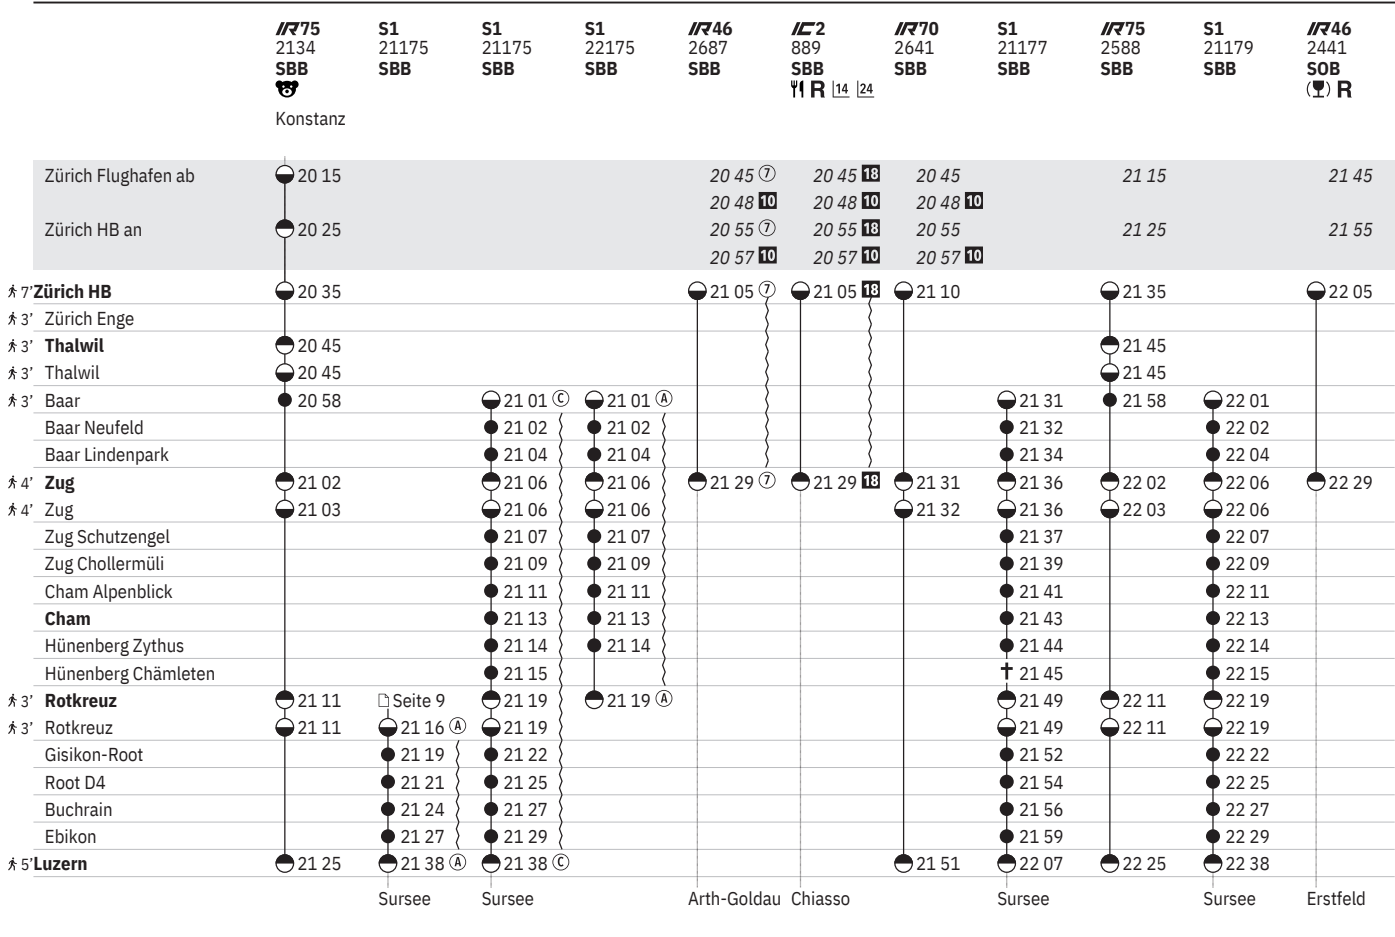 IR75 S1 S1 S1 IR46 IC2 IR70 S1 IR75 S1 IR46
2134 21175 21175 22175 2687 889 2641 21177 2588 21179 2441
SBB SBB SBB SBB SBB SBB SBB SBB SBB SBB SOB
R 14 24 R
Konstanz
Zürich Flughafen ab 20 15 20 45 7 20 45 18 20 45 21 15 21 45
20 48 10 20 48 10 20 48 10
Zürich HB an 20 25 20 55 7 20 55 18 20 55 21 25 21 55
20 57 10 20 57 10 20 57 10
7' Zürich HB 20 35 21 05 7 21 05 18 21 10 21 35 22 05
3' Zürich Enge
3' Thalwil 20 45 21 45
3' Thalwil 20 45 21 45
3' Baar 20 58 21 01 C 21 01 A 21 31 21 58 22 01
Baar Neufeld 21 02 21 02 21 32 22 02
Baar Lindenpark 21 04 21 04 21 34 22 04
4' Zug 21 02 21 06 21 06 21 29 7 21 29 18 21 31 21 36 22 02 22 06 22 29
4' Zug 21 03 21 06 21 06 21 32 21 36 22 03 22 06
Zug Schutzengel 21 07 21 07 21 37 22 07
Zug Chollermüli 21 09 21 09 21 39 22 09
Cham Alpenblick 21 11 21 11 21 41 22 11
Cham 21 13 21 13 21 43 22 13
Hünenberg Zythus 21 14 21 14 21 44 22 14
Hünenberg Chämleten 21 15 21 45 22 15
3' Rotkreuz 21 11 Seite 9 21 19 21 19 A 21 49 22 11 22 19
3' Rotkreuz 21 11 21 16 A 21 19 21 49 22 11 22 19
Gisikon-Root 21 19 21 22 21 52 22 22
Root D4 21 21 21 25 21 54 22 25
Buchrain 21 24 21 27 21 56 22 27
Ebikon 21 27 21 29 21 59 22 29
5' Luzern 21 25 21 38 A 21 38 C 21 51 22 07 22 25 22 38
Sursee Sursee Arth-Goldau Chiasso Sursee Sursee Erstfeld